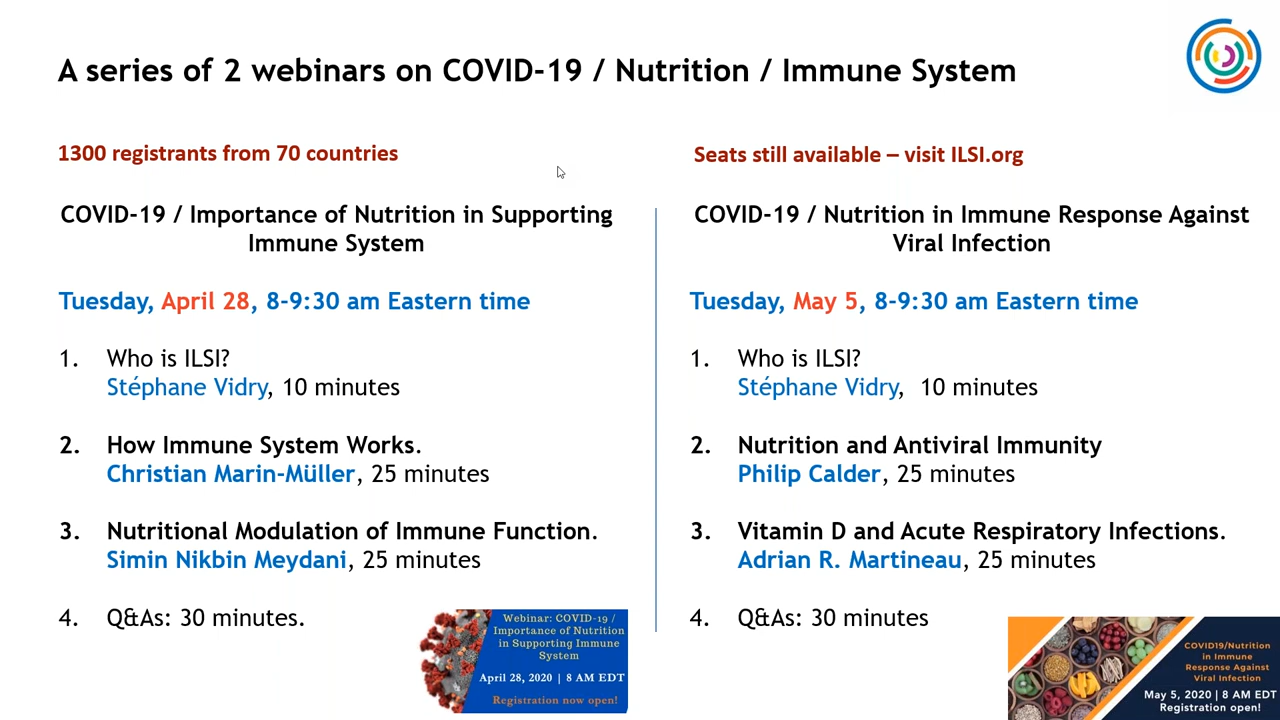 A series of 2 webinars on COVID-19 / Nutrition / Immune System
1300 registrants from 70 countries
COVID-19 / Importance of Nutrition in Supporting
Immune System
Tuesday, April 28, 8-9:30 am Eastern time
1. Who is ILSI?
Stéphane Vidry, 10 minutes
2. How Immune System Works.
Christian Marin-Müller, 25 minutes
3. Nutritional Modulation of Immune Function.
Simin Nikbin Meydani, 25 minutes
4. Q&As: 30 minutes.
Webinar: COVID-19 /
Importance of Nutrition
in Supporting Immune
System
April 28, 2020 | 8 AM EDT
Registration now open!
Seats still available – visit ILSI.org
COVID-19 / Nutrition in Immune Response Against
Viral Infection
Tuesday, May 5, 8-9:30 am Eastern time
1. Who is ILSI?
Stéphane Vidry, 10 minutes
2. Nutrition and Antiviral Immunity
Philip Calder, 25 minutes
3. Vitamin D and Acute Respiratory Infections.
Adrian R. Martineau, 25 minutes
4. Q&As: 30 minutes
COVID19/Nutrition
in Immune
Response Against
Viral Infection
May 5, 2020 | 8 AM EDT
Registration open!